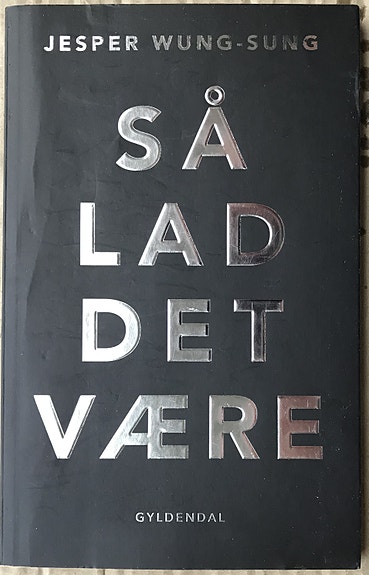 JESPER WUNG-SUNG
SÅ
LAD
DET
VÆRE
GYLDENDAL